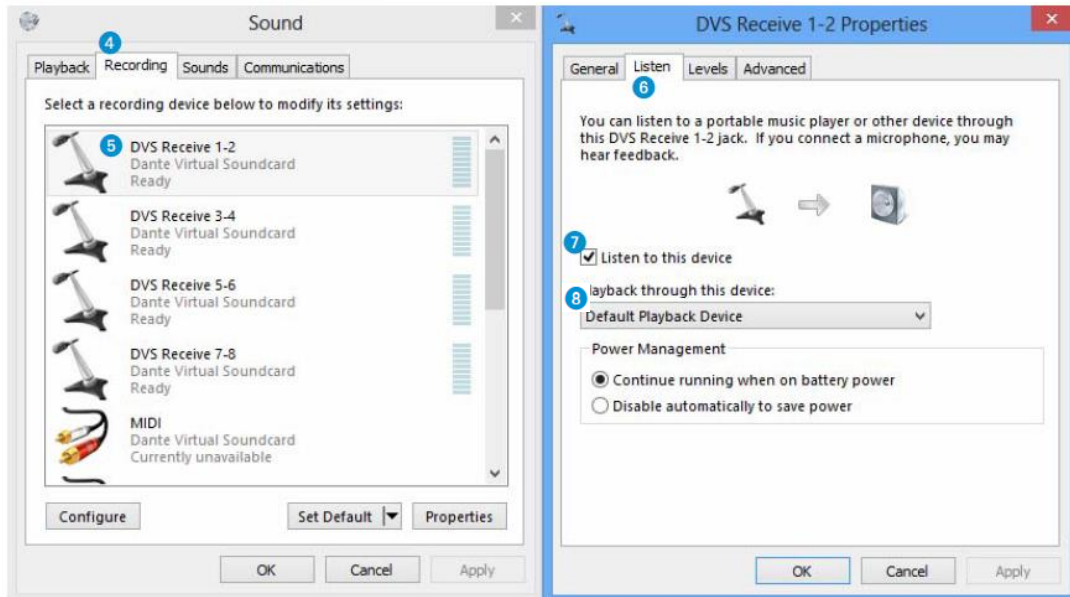 Sound
4
Playback Recording Sounds Communications
Select a recording device below to modify its settings:
5
DVS Receive 1-2
Dante Virtual Soundcard
Ready
DVS Receive 3-4
Dante Virtual Soundcard
Ready
DVS Receive 5-6
Dante Virtual Soundcard
Ready
DVS Receive 7-8
Dante Virtual Soundcard
Ready
MIDI
Dante Virtual Soundcard
Currently unavailable
Configure Set Default Properties
OK Cancel Apply
DVS Receive 1-2 Properties
General Listen Levels Advanced
6
You can listen to a portable music player or other device through
this DVS Receive 1-2 jack. If you connect a microphone, you may
hear feedback.
7
Listen to this device
8
layback through this device:
Default Playback Device
Power Management
Continue running when on battery power
Disable automatically to save power
OK Cancel Apply